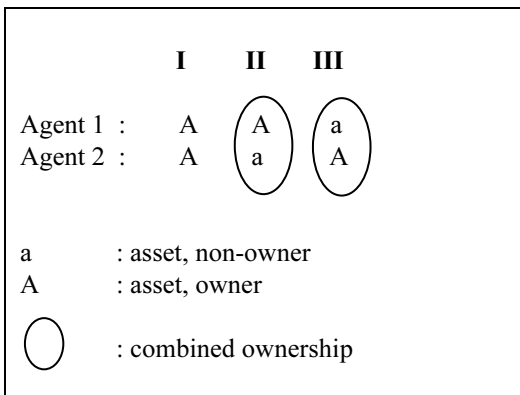 I II III
Agent 1 : A A a
Agent 2 : A a A
a : asset, non-owner
A : asset, owner
: combined ownership